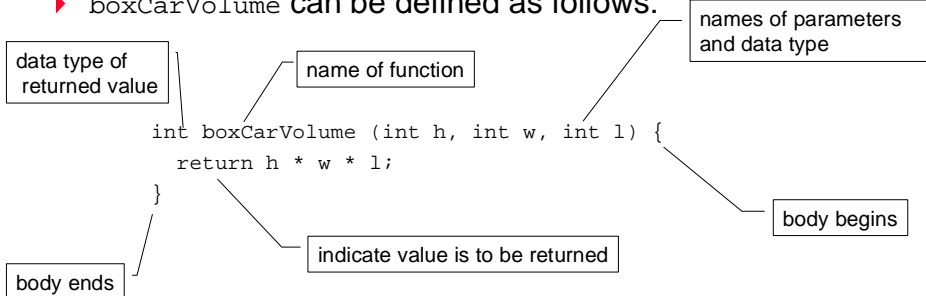 boxCarVolume can be defined as follows:
names of parameters
and data type
data type of
returned value
name of function
int boxCarVolume (int h, int w, int l) {
return h * w * l;
}
body begins
indicate value is to be returned
body ends